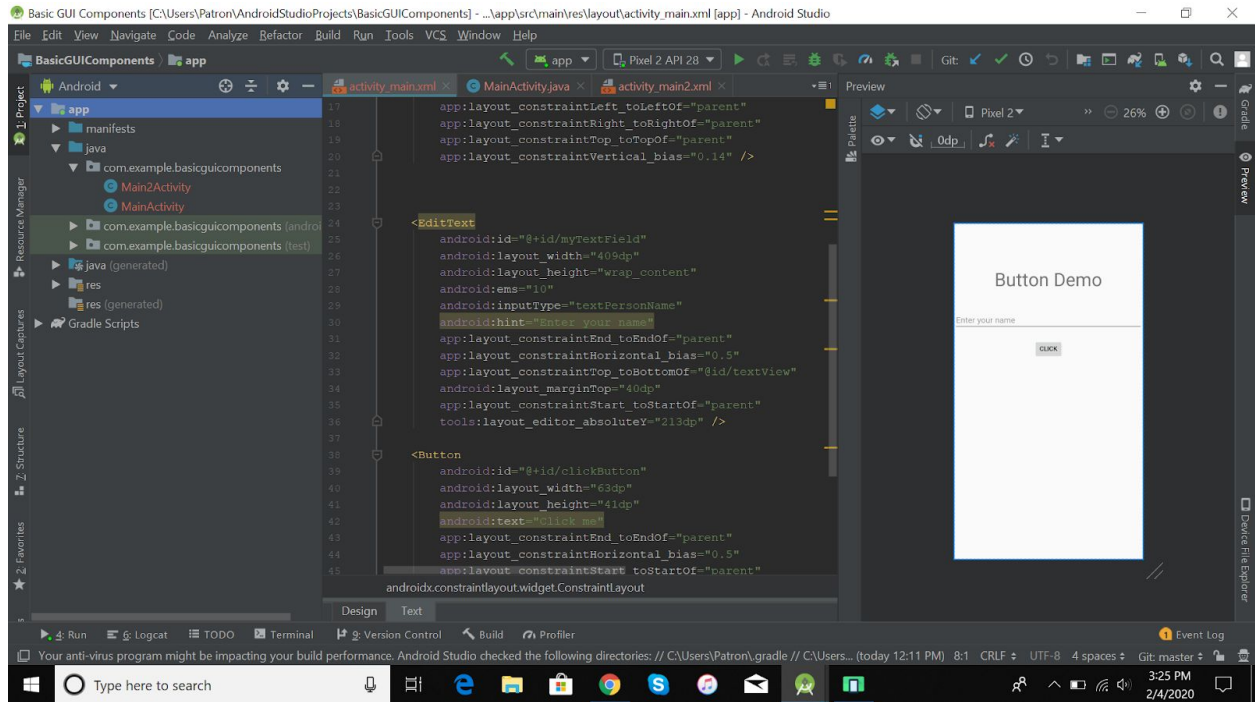 Basic GUI Components [C:\Users\Patron\AndroidStudioProjects\BasicGUIComponents] - ...\app\src\main\res\layout\activity_main.xml [app] - Android Studio
File Edit View Navigate Code Analyze Refactor Build Run Tools VCS Window Help
BasicGUIComponents app app Pixel 2 API 28 Git:
Android activity_main.xml MainActivity.java activity_main2.xml 1 Preview
1: Project
Resource Manager
Layout Captures
Z: Structure
2: Favorites
app
manifests
java
com.example.basicguicomponents
Main2Activity
MainActivity
com.example.basicguicomponents (androi
com.example.basicguicomponents (test)
java (generated)
res
res (generated)
Gradle Scripts
17 app:layout_constraintLeft_toLeftOf="parent"
18 app:layout_constraintRight_toRightOf="parent"
19 app:layout_constraintTop_toTopOf="parent"
20 app:layout_constraintVertical_bias="0.14" />
21
22
23
24 <EditText
25 android:id="@+id/myTextField"
26 android:layout_width="409dp"
27 android:layout_height="wrap_content"
28 android:ems="10"
29 android:inputType="textPersonName"
30 android:hint="Enter your name"
31 app:layout_constraintEnd_toEndOf="parent"
32 app:layout_constraintHorizontal_bias="0.5"
33 app:layout_constraintTop_toBottomOf="@id/textView"
34 android:layout_marginTop="40dp"
35 app:layout_constraintStart_toStartOf="parent"
36 tools:layout_editor_absoluteY="213dp" />
37
38 <Button
39 android:id="@+id/clickButton"
40 android:layout_width="63dp"
41 android:layout_height="41dp"
42 android:text="Click me"
43 app:layout_constraintEnd_toEndOf="parent"
44 app:layout_constraintHorizontal_bias="0.5"
45 app:layout_constraintStart_toStartOf="parent"
androidx.constraintlayout.widget.ConstraintLayout
Design Text
Palette
Pixel 2 » 26%
0dp
Button Demo
Enter your name
CLICK
Gradle
Preview
Device File Explorer
4: Run 6: Logcat TODO Terminal 9: Version Control Build Profiler 1 Event Log
Your anti-virus program might be impacting your build performance. Android Studio checked the following directories: // C:\Users\Patron\.gradle // C:\Users... (today 12:11 PM) 8:1 CRLF UTF-8 4 spaces Git: master
Type here to search
3:25 PM
2/4/2020